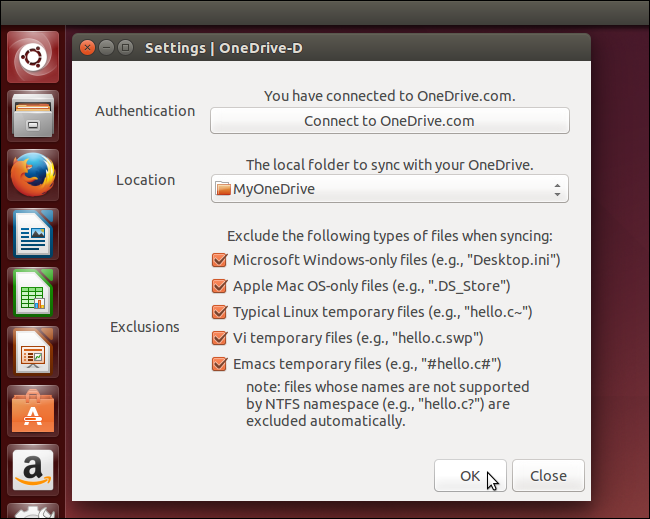 Settings | OneDrive-D
You have connected to OneDrive.com.
Authentication
Connect to OneDrive.com
The local folder to sync with your OneDrive.
Location
MyOneDrive
Exclude the following types of files when syncing:
Microsoft Windows-only files (e.g., "Desktop.ini")
Apple Mac OS-only files (e.g., ".DS_Store")
Typical Linux temporary files (e.g., "hello.c~")
Exclusions
Vi temporary files (e.g., "hello.c.swp")
Emacs temporary files (e.g., "#hello.c#")
note: files whose names are not supported
by NTFS namespace (e.g., "hello.c?") are
excluded automatically.
OK
Close